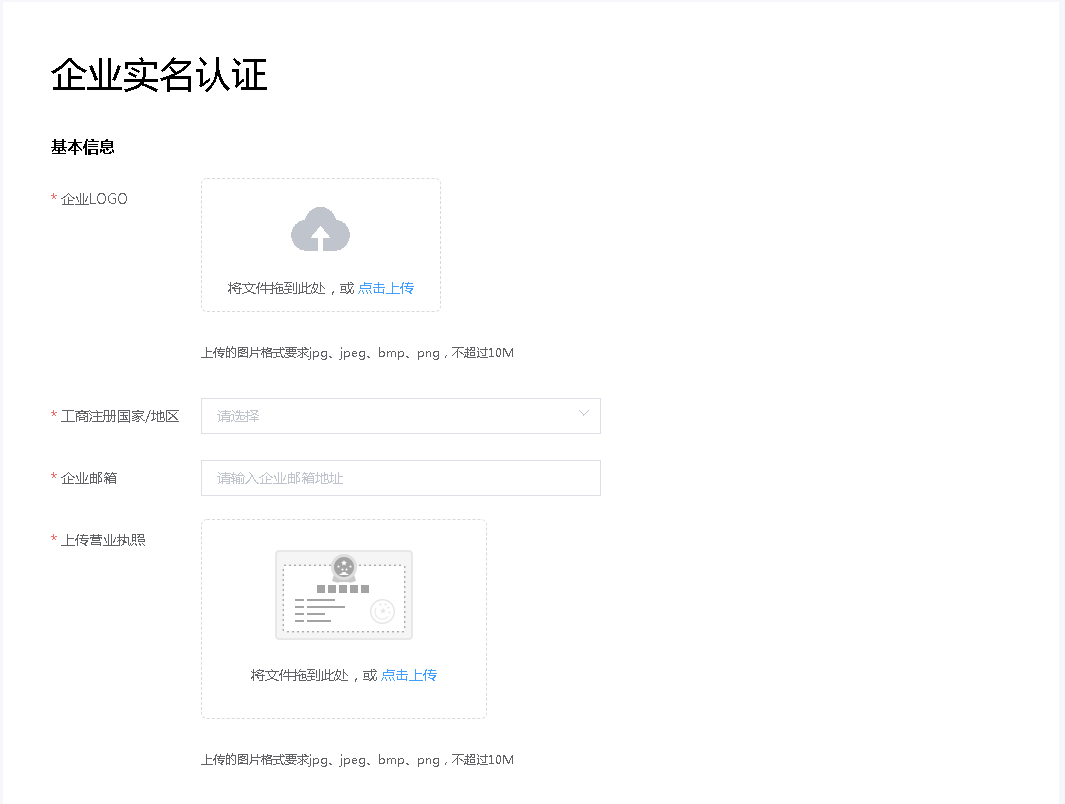 企业实名认证
基本信息
* 企业LOGO
将文件拖到此处，或 点击上传
上传的图片格式要求jpg、jpeg、bmp、png，不超过10M
* 工商注册国家/地区 请选择
* 企业邮箱 请输入企业邮箱地址
* 上传营业执照
将文件拖到此处，或 点击上传
上传的图片格式要求jpg、jpeg、bmp、png，不超过10M